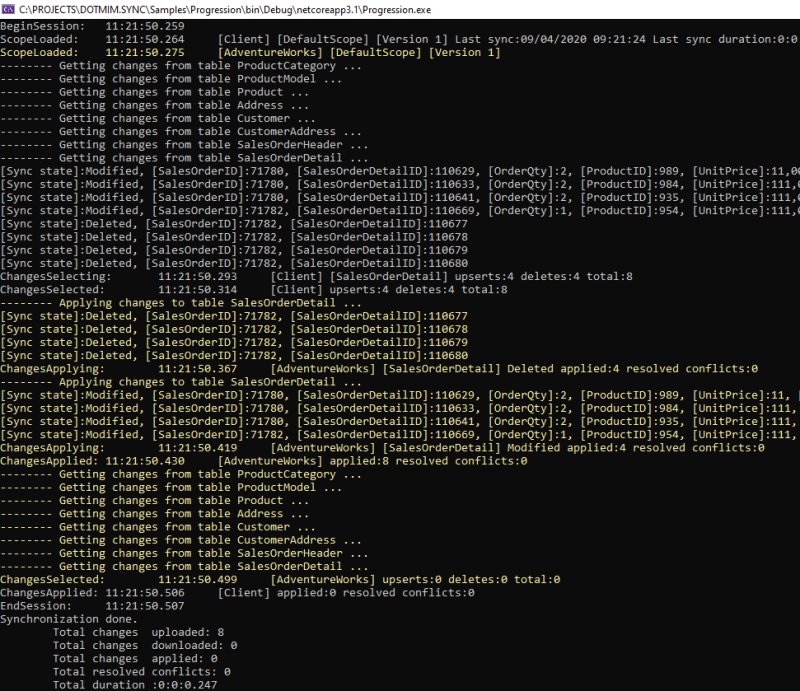 C:\PROJECTS\DOTMIM.SYNC\Samples\Progression\bin\Debug\netcoreapp3.1\Progression.exe
BeginSession:   11:21:50.259
ScopeLoaded:    11:21:50.264     [Client] [DefaultScope] [Version 1] Last sync:09/04/2020 09:21:24 Last sync duration:0:0
ScopeLoaded:    11:21:50.275     [AdventureWorks] [DefaultScope] [Version 1]
-------- Getting changes from table ProductCategory ...
-------- Getting changes from table ProductModel ...
-------- Getting changes from table Product ...
-------- Getting changes from table Address ...
-------- Getting changes from table Customer ...
-------- Getting changes from table CustomerAddress ...
-------- Getting changes from table SalesOrderHeader ...
-------- Getting changes from table SalesOrderDetail ...
[Sync state]:Modified, [SalesOrderID]:71780, [SalesOrderDetailID]:110629, [OrderQty]:2, [ProductID]:989, [UnitPrice]:11,00
[Sync state]:Modified, [SalesOrderID]:71780, [SalesOrderDetailID]:110633, [OrderQty]:2, [ProductID]:984, [UnitPrice]:111,0
[Sync state]:Modified, [SalesOrderID]:71780, [SalesOrderDetailID]:110641, [OrderQty]:2, [ProductID]:935, [UnitPrice]:111,0
[Sync state]:Modified, [SalesOrderID]:71782, [SalesOrderDetailID]:110669, [OrderQty]:1, [ProductID]:954, [UnitPrice]:111,0
[Sync state]:Deleted, [SalesOrderID]:71782, [SalesOrderDetailID]:110677
[Sync state]:Deleted, [SalesOrderID]:71782, [SalesOrderDetailID]:110678
[Sync state]:Deleted, [SalesOrderID]:71782, [SalesOrderDetailID]:110679
[Sync state]:Deleted, [SalesOrderID]:71782, [SalesOrderDetailID]:110680
ChangesSelecting:       11:21:50.293     [Client] [SalesOrderDetail] upserts:4 deletes:4 total:8
ChangesSelected:        11:21:50.314     [Client] upserts:4 deletes:4 total:8
-------- Applying changes to table SalesOrderDetail ...
[Sync state]:Deleted, [SalesOrderID]:71782, [SalesOrderDetailID]:110677
[Sync state]:Deleted, [SalesOrderID]:71782, [SalesOrderDetailID]:110678
[Sync state]:Deleted, [SalesOrderID]:71782, [SalesOrderDetailID]:110679
[Sync state]:Deleted, [SalesOrderID]:71782, [SalesOrderDetailID]:110680
ChangesApplying:        11:21:50.367     [AdventureWorks] [SalesOrderDetail] Deleted applied:4 resolved conflicts:0
-------- Applying changes to table SalesOrderDetail ...
[Sync state]:Modified, [SalesOrderID]:71780, [SalesOrderDetailID]:110629, [OrderQty]:2, [ProductID]:989, [UnitPrice]:11, [
[Sync state]:Modified, [SalesOrderID]:71780, [SalesOrderDetailID]:110633, [OrderQty]:2, [ProductID]:984, [UnitPrice]:111,
[Sync state]:Modified, [SalesOrderID]:71780, [SalesOrderDetailID]:110641, [OrderQty]:2, [ProductID]:935, [UnitPrice]:111,
[Sync state]:Modified, [SalesOrderID]:71782, [SalesOrderDetailID]:110669, [OrderQty]:1, [ProductID]:954, [UnitPrice]:111,
ChangesApplying:        11:21:50.419     [AdventureWorks] [SalesOrderDetail] Modified applied:4 resolved conflicts:0
ChangesApplied: 11:21:50.430     [AdventureWorks] applied:8 resolved conflicts:0
-------- Getting changes from table ProductCategory ...
-------- Getting changes from table ProductModel ...
-------- Getting changes from table Product ...
-------- Getting changes from table Address ...
-------- Getting changes from table Customer ...
-------- Getting changes from table CustomerAddress ...
-------- Getting changes from table SalesOrderHeader ...
-------- Getting changes from table SalesOrderDetail ...
ChangesSelected:        11:21:50.499     [AdventureWorks] upserts:0 deletes:0 total:0
ChangesApplied: 11:21:50.506     [Client] applied:0 resolved conflicts:0
EndSession:     11:21:50.507
Synchronization done.
        Total changes  uploaded: 8
        Total changes  downloaded: 0
        Total changes  applied: 0
        Total resolved conflicts: 0
        Total duration :0:0:0.247